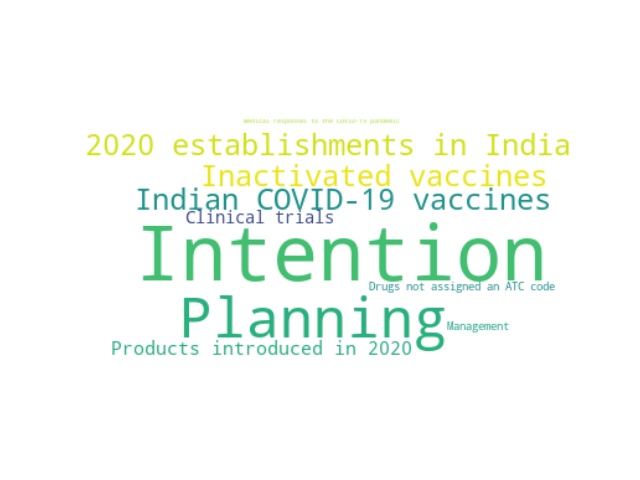 Medical responses to the COVID-19 pandemic
2020 establishments in India
Inactivated vaccines
Indian COVID-19 vaccines
Clinical trials
Intention
Drugs not assigned an ATC code
Planning
Management
Products introduced in 2020